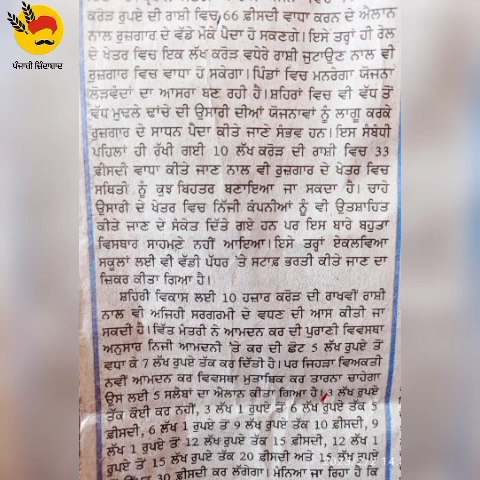 ਪੰਜਾਬੀ ਜ਼ਿੰਦਾਬਾਦ
ਕਰੋੜ ਰੁਪਏ ਦੀ ਰਾਸ਼ੀ ਵਿਚ 66 ਫ਼ੀਸਦੀ ਵਾਧਾ ਕਰਨ ਦੇ ਐਲਾਨ
ਨਾਲ ਰੁਜ਼ਗਾਰ ਦੇ ਵੱਡੇ ਮੌਕੇ ਪੈਦਾ ਹੋ ਸਕਣਗੇ। ਇਸੇ ਤਰ੍ਹਾਂ ਹੀ ਰੇਲ
ਦੇ ਖੇਤਰ ਵਿਚ ਇਕ ਲੱਖ ਕਰੋੜ ਵਧੇਰੇ ਰਾਸ਼ੀ ਜੁਟਾਉਣ ਨਾਲ ਵੀ
ਰੁਜ਼ਗਾਰ ਵਿਚ ਵਾਧਾ ਹੋ ਸਕੇਗਾ। ਪਿੰਡਾਂ ਵਿਚ ਮਨਰੇਗਾ ਯੋਜਨਾ
ਲੋੜਵੰਦਾਂ ਦਾ ਆਸਰਾ ਬਣ ਰਹੀ ਹੈ। ਸ਼ਹਿਰਾਂ ਵਿਚ ਵੀ ਵੱਧ ਤੋਂ
ਵੱਧ ਮੁਢਲੇ ਢਾਂਚੇ ਦੀ ਉਸਾਰੀ ਦੀਆਂ ਯੋਜਨਾਵਾਂ ਨੂੰ ਲਾਗੂ ਕਰਕੇ
ਰੁਜ਼ਗਾਰ ਦੇ ਸਾਧਨ ਪੈਦਾ ਕੀਤੇ ਜਾਣੇ ਸੰਭਵ ਹਨ। ਇਸ ਸੰਬੰਧੀ
ਪਹਿਲਾਂ ਹੀ ਰੱਖੀ ਗਈ 10 ਲੱਖ ਕਰੋੜ ਦੀ ਰਾਸ਼ੀ ਵਿਚ 33
ਫ਼ੀਸਦੀ ਵਾਧਾ ਕੀਤੇ ਜਾਣ ਨਾਲ ਵੀ ਰੁਜ਼ਗਾਰ ਦੇ ਖੇਤਰ ਵਿਚ
ਸਥਿਤੀ ਨੂੰ ਕੁਝ ਬਿਹਤਰ ਬਣਾਇਆ ਜਾ ਸਕਦਾ ਹੈ। ਚਾਹੇ
ਉਸਾਰੀ ਦੇ ਖੇਤਰ ਵਿਚ ਨਿੱਜੀ ਕੰਪਨੀਆਂ ਨੂੰ ਵੀ ਉਤਸ਼ਾਹਿਤ
ਕੀਤੇ ਜਾਣ ਦੇ ਸੰਕੇਤ ਦਿੱਤੇ ਗਏ ਹਨ ਪਰ ਇਸ ਬਾਰੇ ਬਹੁਤਾ
ਵਿਸਥਾਰ ਸਾਹਮਣੇ ਨਹੀਂ ਆਇਆ। ਇਸੇ ਤਰ੍ਹਾਂ ਏਕਲਵਿਆ
ਸਕੂਲਾਂ ਲਈ ਵੀ ਵੱਡੀ ਪੱਧਰ 'ਤੇ ਸਟਾਫ਼ ਭਰਤੀ ਕੀਤੇ ਜਾਣ ਦਾ
ਜ਼ਿਕਰ ਕੀਤਾ ਗਿਆ ਹੈ।
ਸ਼ਹਿਰੀ ਵਿਕਾਸ ਲਈ 10 ਹਜ਼ਾਰ ਕਰੋੜ ਦੀ ਰਾਖਵੀਂ ਰਾਸ਼ੀ
ਨਾਲ ਵੀ ਅਜਿਹੀ ਸਰਗਰਮੀ ਦੇ ਵਧਣ ਦੀ ਆਸ ਕੀਤੀ ਜਾ
ਸਕਦੀ ਹੈ। ਵਿੱਤ ਮੰਤਰੀ ਨੇ ਆਮਦਨ ਕਰ ਦੀ ਪੁਰਾਣੀ ਵਿਵਸਥਾ
ਅਨੁਸਾਰ ਨਿਜੀ ਆਮਦਨੀ 'ਤੇ ਕਰ ਦੀ ਛੋਟ 5 ਲੱਖ ਰੁਪਏ ਤੋਂ
ਵਧਾ ਕੇ 7 ਲੱਖ ਰੁਪਏ ਤੱਕ ਕਰ ਦਿੱਤੀ ਹੈ। ਪਰ ਜਿਹੜਾ ਵਿਅਕਤੀ
ਨਵੀਂ ਆਮਦਨ ਕਰ ਵਿਵਸਥਾ ਮੁਤਾਬਿਕ ਕਰ ਤਾਰਨਾ ਚਾਹੇਗਾ
ਉਸ ਲਈ 5 ਸਲੈਬਾਂ ਦਾ ਐਲਾਨ ਕੀਤਾ ਗਿਆ ਹੈ। 3 ਲੱਖ ਰੁਪਏ
ਤੱਕ ਕੋਈ ਕਰ ਨਹੀਂ, 3 ਲੱਖ 1 ਰੁਪਏ ਤੋਂ 6 ਲੱਖ ਰੁਪਏ ਤੱਕ 5
ਫ਼ੀਸਦੀ, 6 ਲੱਖ 1 ਰੁਪਏ ਤੋਂ 9 ਲੱਖ ਰੁਪਏ ਤੱਕ 10 ਫ਼ੀਸਦੀ, 9
ਲੱਖ 1 ਰੁਪਏ ਤੋਂ 12 ਲੱਖ ਰੁਪਏ ਤੱਕ 15 ਫ਼ੀਸਦੀ, 12 ਲੱਖ 1
ਰੁਪਏ ਤੋਂ 15 ਲੱਖ ਰੁਪਏ ਤੱਕ 20 ਫ਼ੀਸਦੀ ਅਤੇ 15 ਲੱਖ ਰੁਪਏ
30 ਫ਼ੀਸਦੀ ਕਰ ਲੱਗੇਗਾ। ਮੰਨਿਆ ਜਾ ਰਿਹਾ ਹੈ ਕਿ